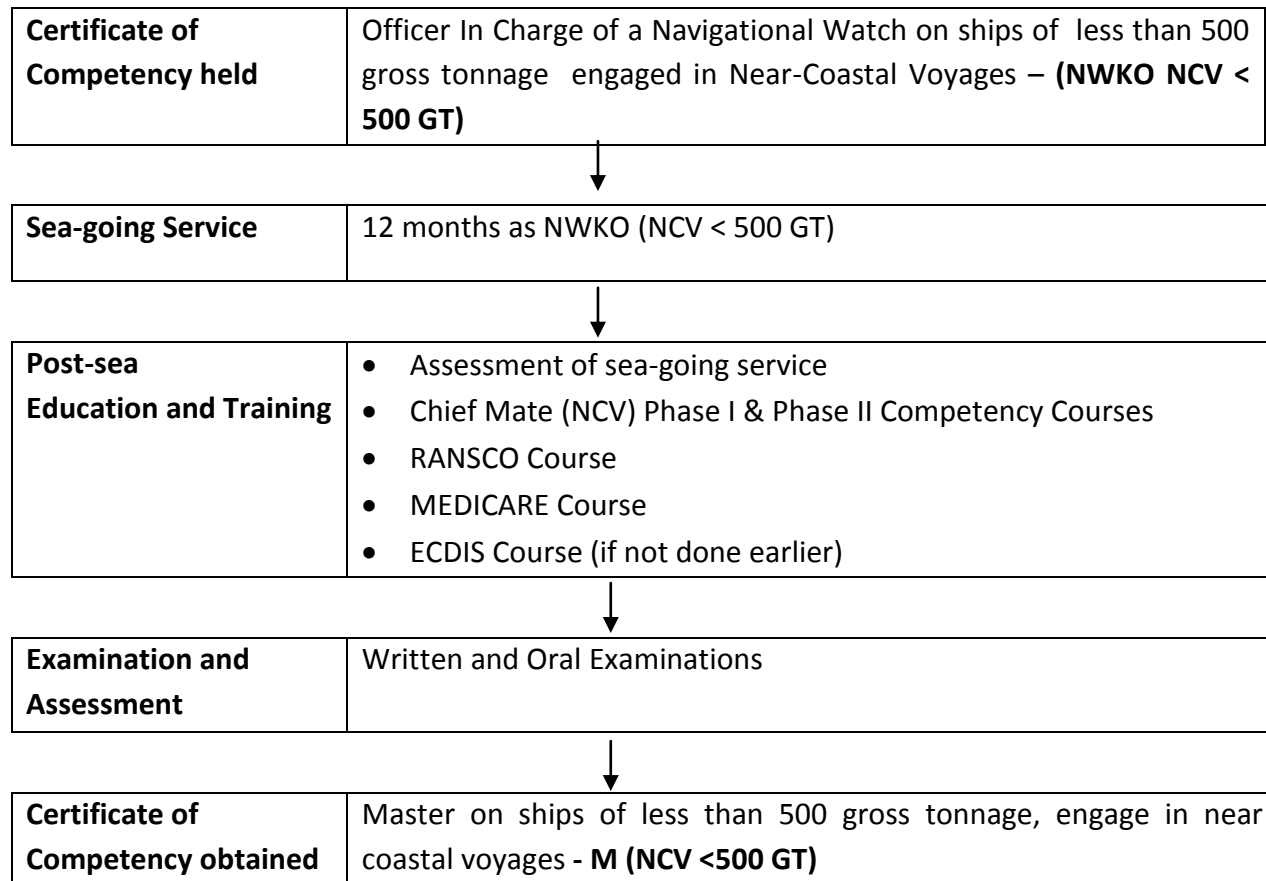 Certificate of
Competency held
Officer In Charge of a Navigational Watch on ships of  less than 500
gross tonnage  engaged in Near-Coastal Voyages – (NWKO NCV <
500 GT)
Sea-going Service
12 months as NWKO (NCV < 500 GT)
Post-sea
Education and Training
• Assessment of sea-going service
• Chief Mate (NCV) Phase I & Phase II Competency Courses
• RANSCO Course
• MEDICARE Course
• ECDIS Course (if not done earlier)
Examination and
Assessment
Written and Oral Examinations
Certificate of
Competency obtained
Master on ships of less than 500 gross tonnage, engage in near
coastal voyages - M (NCV <500 GT)